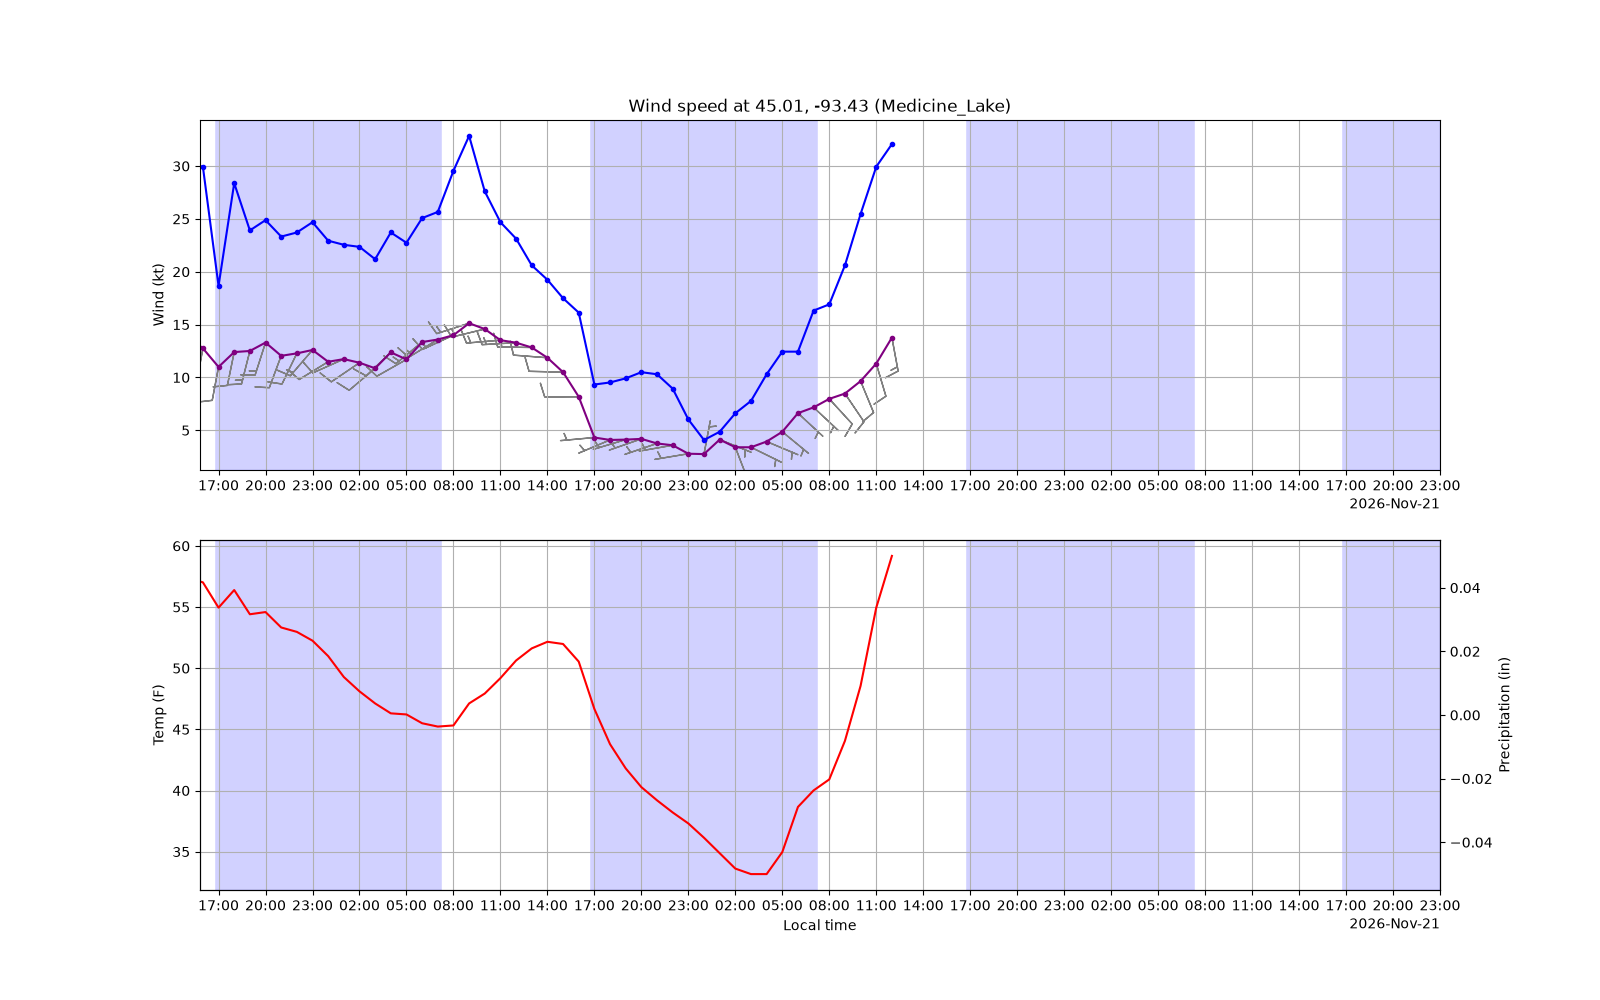 Wind speed at 45.01, -93.43 (Medicine_Lake)
Wind (kt)
30
25
20
15
10
5
17:00 20:00 23:00 02:00 05:00 08:00 11:00 14:00 17:00 20:00 23:00 02:00 05:00 08:00 11:00 14:00 17:00 20:00 23:00 02:00 05:00 08:00 11:00 14:00 17:00 20:00 23:00
2026-Nov-21
Temp (F)
60
55
50
45
40
35
0.04
0.02
0.00
−0.02
−0.04
Precipitation (in)
17:00 20:00 23:00 02:00 05:00 08:00 11:00 14:00 17:00 20:00 23:00 02:00 05:00 08:00 11:00 14:00 17:00 20:00 23:00 02:00 05:00 08:00 11:00 14:00 17:00 20:00 23:00
Local time
2026-Nov-21